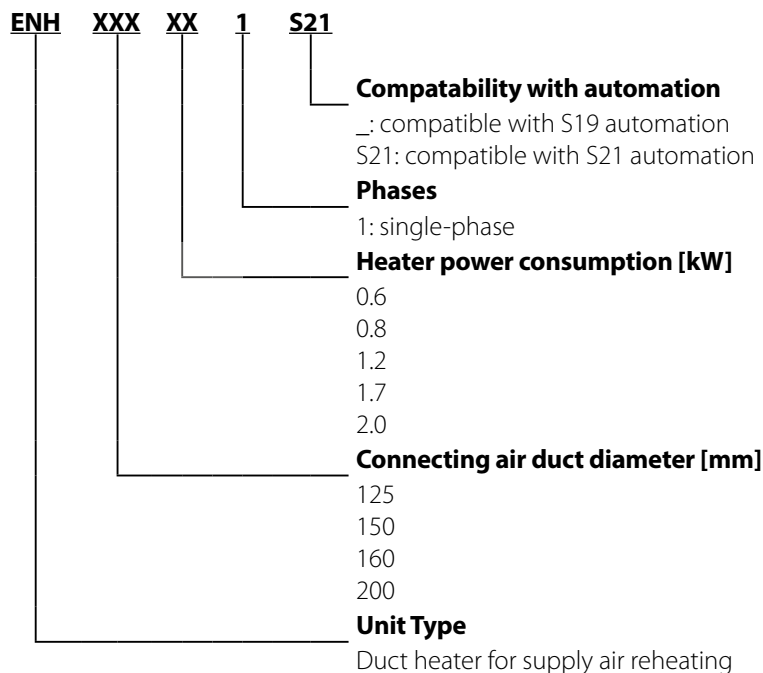 ENH XXX XX 1 S21
Compatability with automation
_: compatible with S19 automation
S21: compatible with S21 automation
Phases
1: single-phase
Heater power consumption [kW]
0.6
0.8
1.2
1.7
2.0
Connecting air duct diameter [mm]
125
150
160
200
Unit Type
Duct heater for supply air reheating